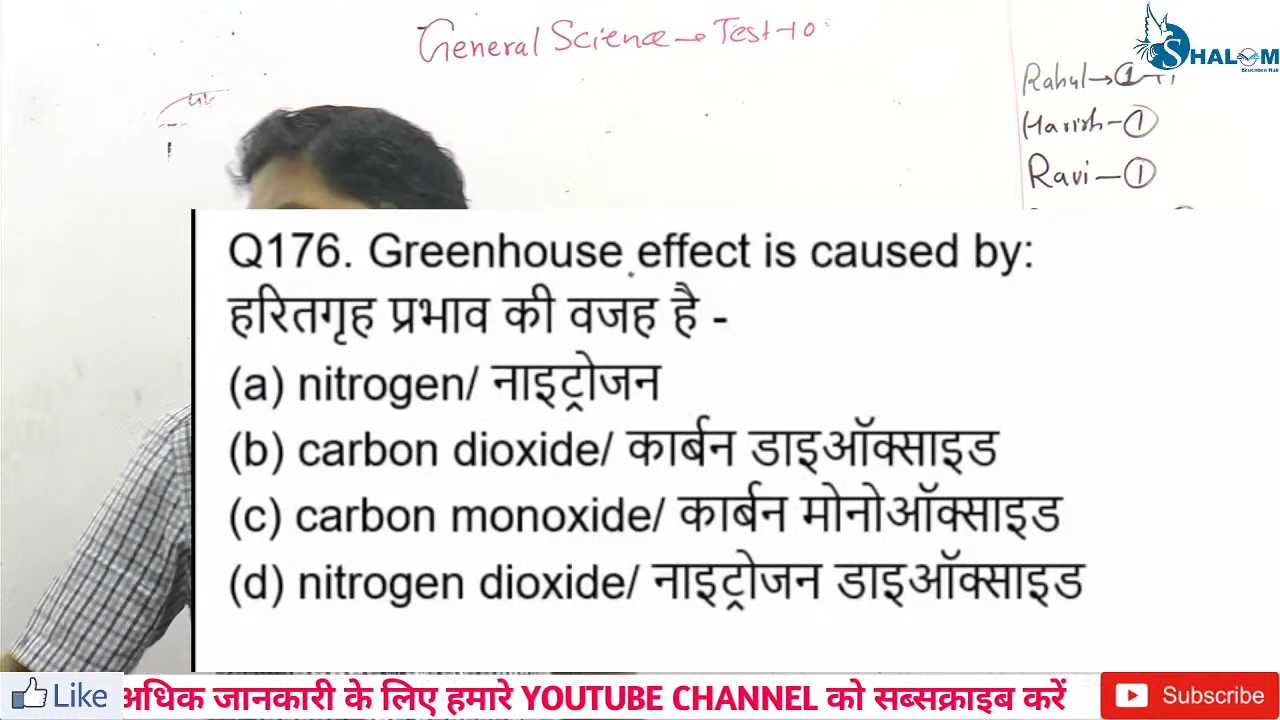 General Science → Test-10
SHALOM
Education Hub
Rahul →①
Harish - ①
Ravi — ①
Q176. Greenhouse effect is caused by:
हरितगृह प्रभाव की वजह है -
(a) nitrogen/ नाइट्रोजन
(b) carbon dioxide/ कार्बन डाइऑक्साइड
(c) carbon monoxide/ कार्बन मोनोऑक्साइड
(d) nitrogen dioxide/ नाइट्रोजन डाइऑक्साइड
Like
अधिक जानकारी के लिए हमारे YOUTUBE CHANNEL को सब्सक्राइब करें
Subscribe